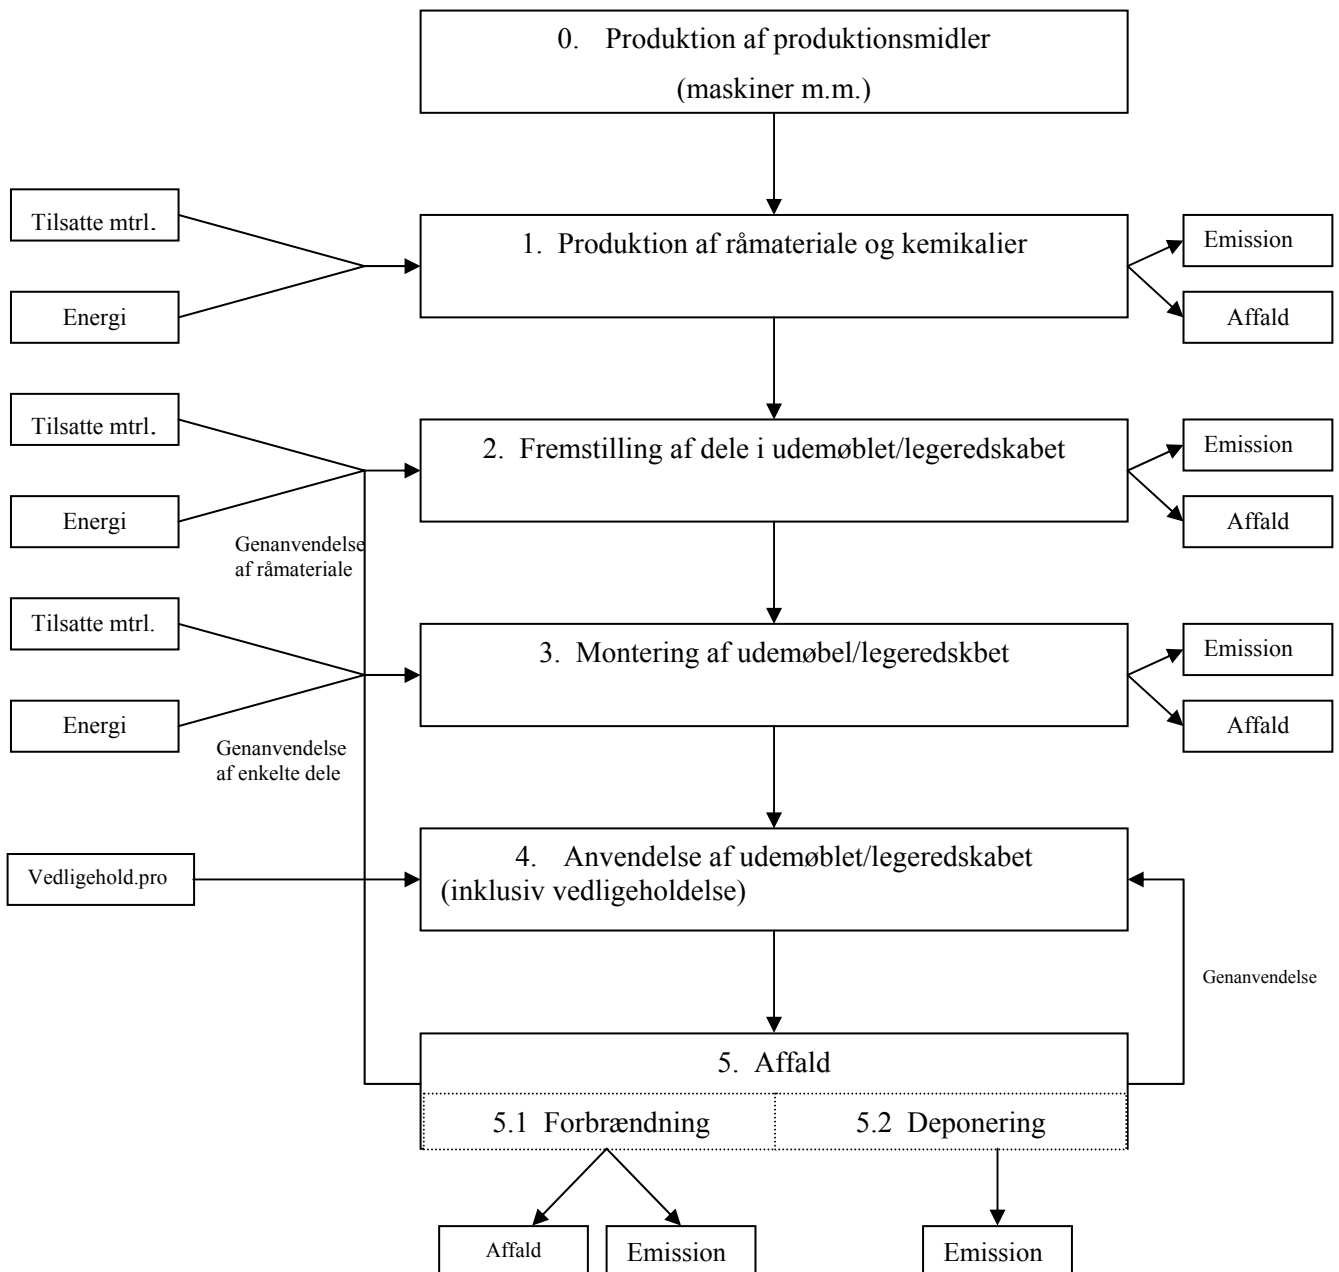 0. Produktion af produktionsmidler
(maskiner m.m.)
Tilsatte mtrl.
Energi
1. Produktion af råmateriale og kemikalier
Emission
Affald
Tilsatte mtrl.
Energi
2. Fremstilling af dele i udemøblet/legeredskabet
Emission
Affald
Genanvendelse
af råmateriale
Tilsatte mtrl.
Energi
3. Montering af udemøbel/legeredskbet
Emission
Affald
Genanvendelse
af enkelte dele
Vedligehold.pro
4. Anvendelse af udemøblet/legeredskabet
(inklusiv vedligeholdelse)
Genanvendelse
5. Affald
5.1 Forbrændning
5.2 Deponering
Affald
Emission
Emission